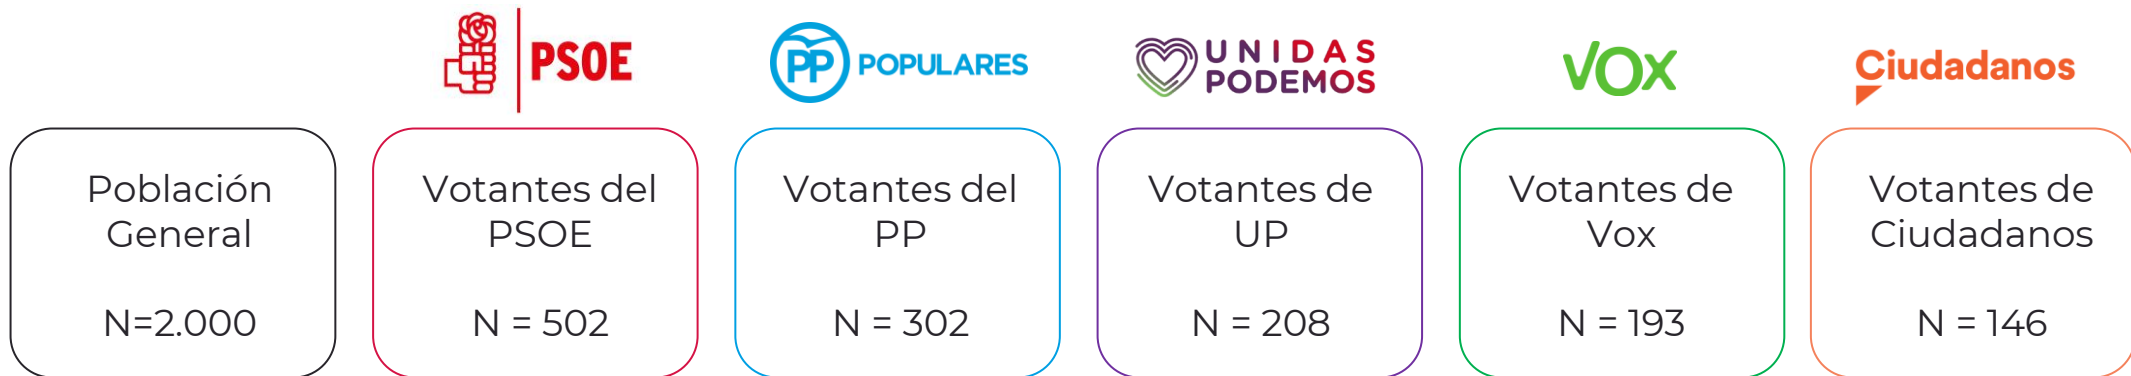 PSOE
PP POPULARES
UNIDAS
PODEMOS
VOX
Ciudadanos
Población
General
N=2.000
Votantes del
PSOE
N = 502
Votantes del
PP
N = 302
Votantes de
UP
N = 208
Votantes de
Vox
N = 193
Votantes de
Ciudadanos
N = 146